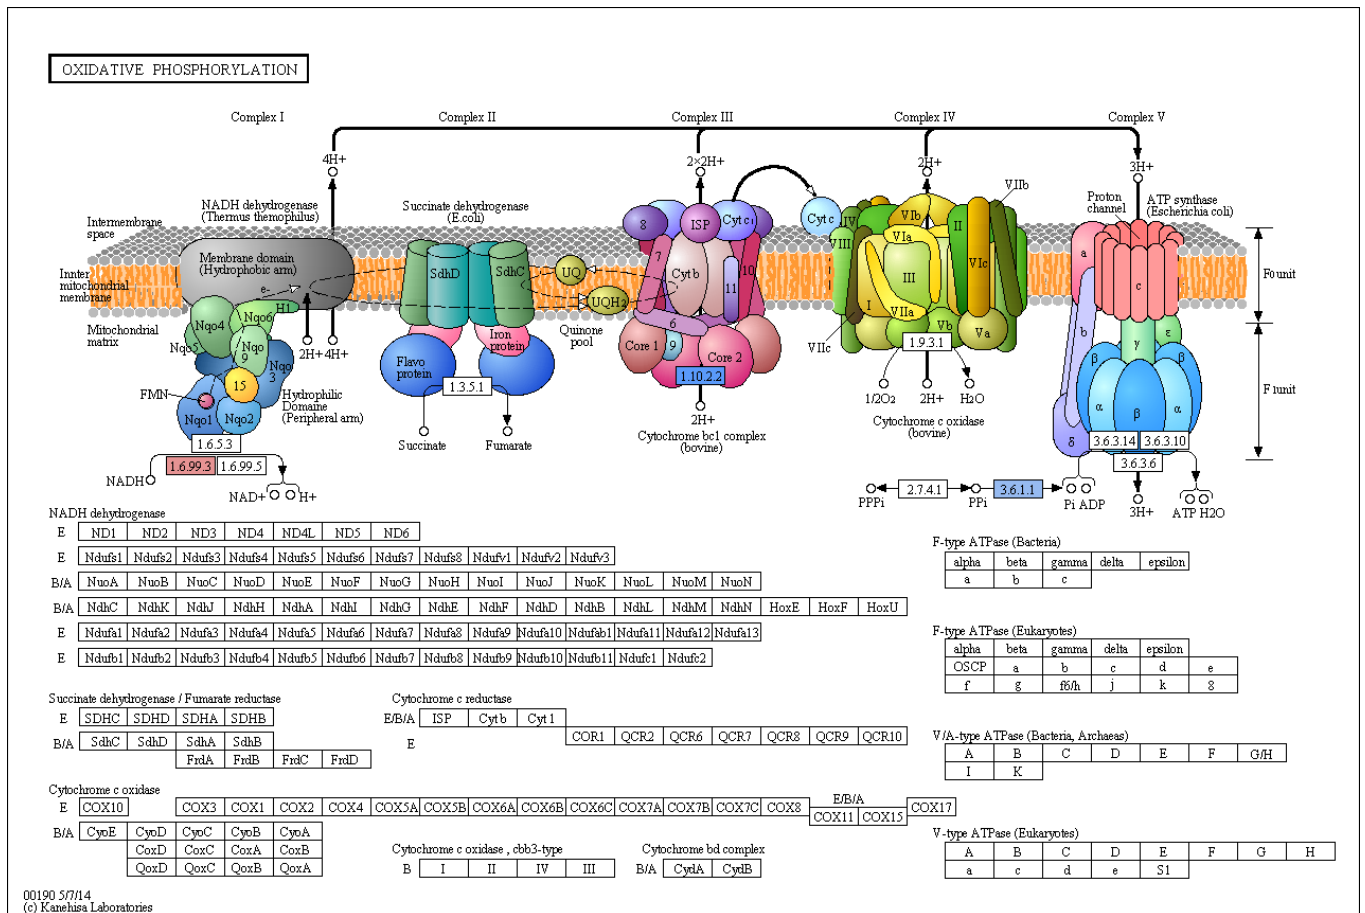 OXIDATIVE PHOSPHORYLATION
Complex I Complex II Complex III Complex IV Complex V
4H+ 2×2H+ 2H+ 3H+
NADH dehydrogenase
(Thermus themophilus)
Succinate dehydrogenase
(E.coli)
Intermembrane
space
Innter
mitochondrial
membrane
Mitochondrial
matrix
Membrane domain
(Hydrophobic arm)
e-
H1
Nqo4
Nqo6
Nqo5
Nqo
9
Nqo
3
15
FMN
Nqo1
Nqo2
Hydrophilic
Domaine
(Peripheral arm)
2H+ 4H+
1.6.5.3
1.6.99.3 1.6.99.5
NADH
NAD+ H+
SdhD SdhC
Flavo
protein
Iron
protein
1.3.5.1
Succinate Fumarate
UQ
UQH2
Quinone
pool
8 ISP Cytc1
7 Cytb 10
11
6
Core 1 9 Core 2
1.10.2.2
2H+
Cytochrome bc1 complex
(bovine)
Cytc
VIIb
IV VIb II
VIII VIa
III VIc
I VIIa
VIIc Vb Va
1.9.3.1
1/2O2 2H+ H2O
Cytochrome c oxidase
(bovine)
Proton
channel
ATP synthase
(Escherichia coli)
a c
b γ ε
β β
α β α
δ
3.6.3.14 3.6.3.10
3.6.3.6
Fo unit
F1unit
PPPi 2.7.4.1 PPi 3.6.1.1 Pi ADP
3H+
ATP H2O
NADH dehydrogenase
E ND1 ND2 ND3 ND4 ND4L ND5 ND6
E Ndufs1 Ndufs2 Ndufs3 Ndufs4 Ndufs5 Ndufs6 Ndufs7 Ndufs8 Ndufv1 Ndufv2 Ndufv3
B/A NuoA NuoB NuoC NuoD NuoE NuoF NuoG NuoH NuoI NuoJ NuoK NuoL NuoM NuoN
B/A NdhC NdhK NdhJ NdhH NdhA NdhI NdhG NdhE NdhF NdhD NdhB NdhL NdhM NdhN HoxE HoxF HoxU
E Ndufa1 Ndufa2 Ndufa3 Ndufa4 Ndufa5 Ndufa6 Ndufa7 Ndufa8 Ndufa9 Ndufa10 Ndufab1 Ndufa11 Ndufa12 Ndufa13
E Ndufb1 Ndufb2 Ndufb3 Ndufb4 Ndufb5 Ndufb6 Ndufb7 Ndufb8 Ndufb9 Ndufb10 Ndufb11 Ndufc1 Ndufc2
Succinate dehydrogenase / Fumarate reductase
E SDHC SDHD SDHA SDHB
B/A SdhC SdhD SdhA SdhB
FrdA FrdB FrdC FrdD
Cytochrome c reductase
E/B/A ISP Cytb Cyt1
E COR1 QCR2 QCR6 QCR7 QCR8 QCR9 QCR10
Cytochrome c oxidase
E COX10 COX3 COX1 COX2 COX4 COX5A COX5B COX6A COX6B COX6C COX7A COX7B COX7C COX8
E/B/A
COX11 COX15
COX17
B/A CyoE CyoD CyoC CyoB CyoA
CoxD CoxC CoxA CoxB
QoxD QoxC QoxB QoxA
Cytochrome c oxidase , cbb3-type
B I II IV III
Cytochrome bd complex
B/A CydA CydB
F-type ATPase (Bacteria)
alpha beta gamma delta epsilon
a b c
F-type ATPase (Eukaryotes)
alpha beta gamma delta epsilon
OSCP a b c d e
f g f6/h j k 8
V/A-type ATPase (Bacteria, Archaeas)
A B C D E F G/H
I K
V-type ATPase (Eukaryotes)
A B C D E F G H
a c d e S1
00190 5/7/14
(c) Kanehisa Laboratories